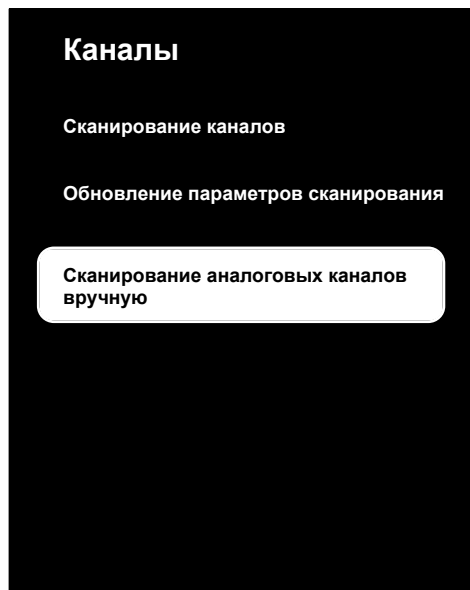 Каналы
Сканирование каналов
Обновление параметров сканирования
Сканирование аналоговых каналов
вручную